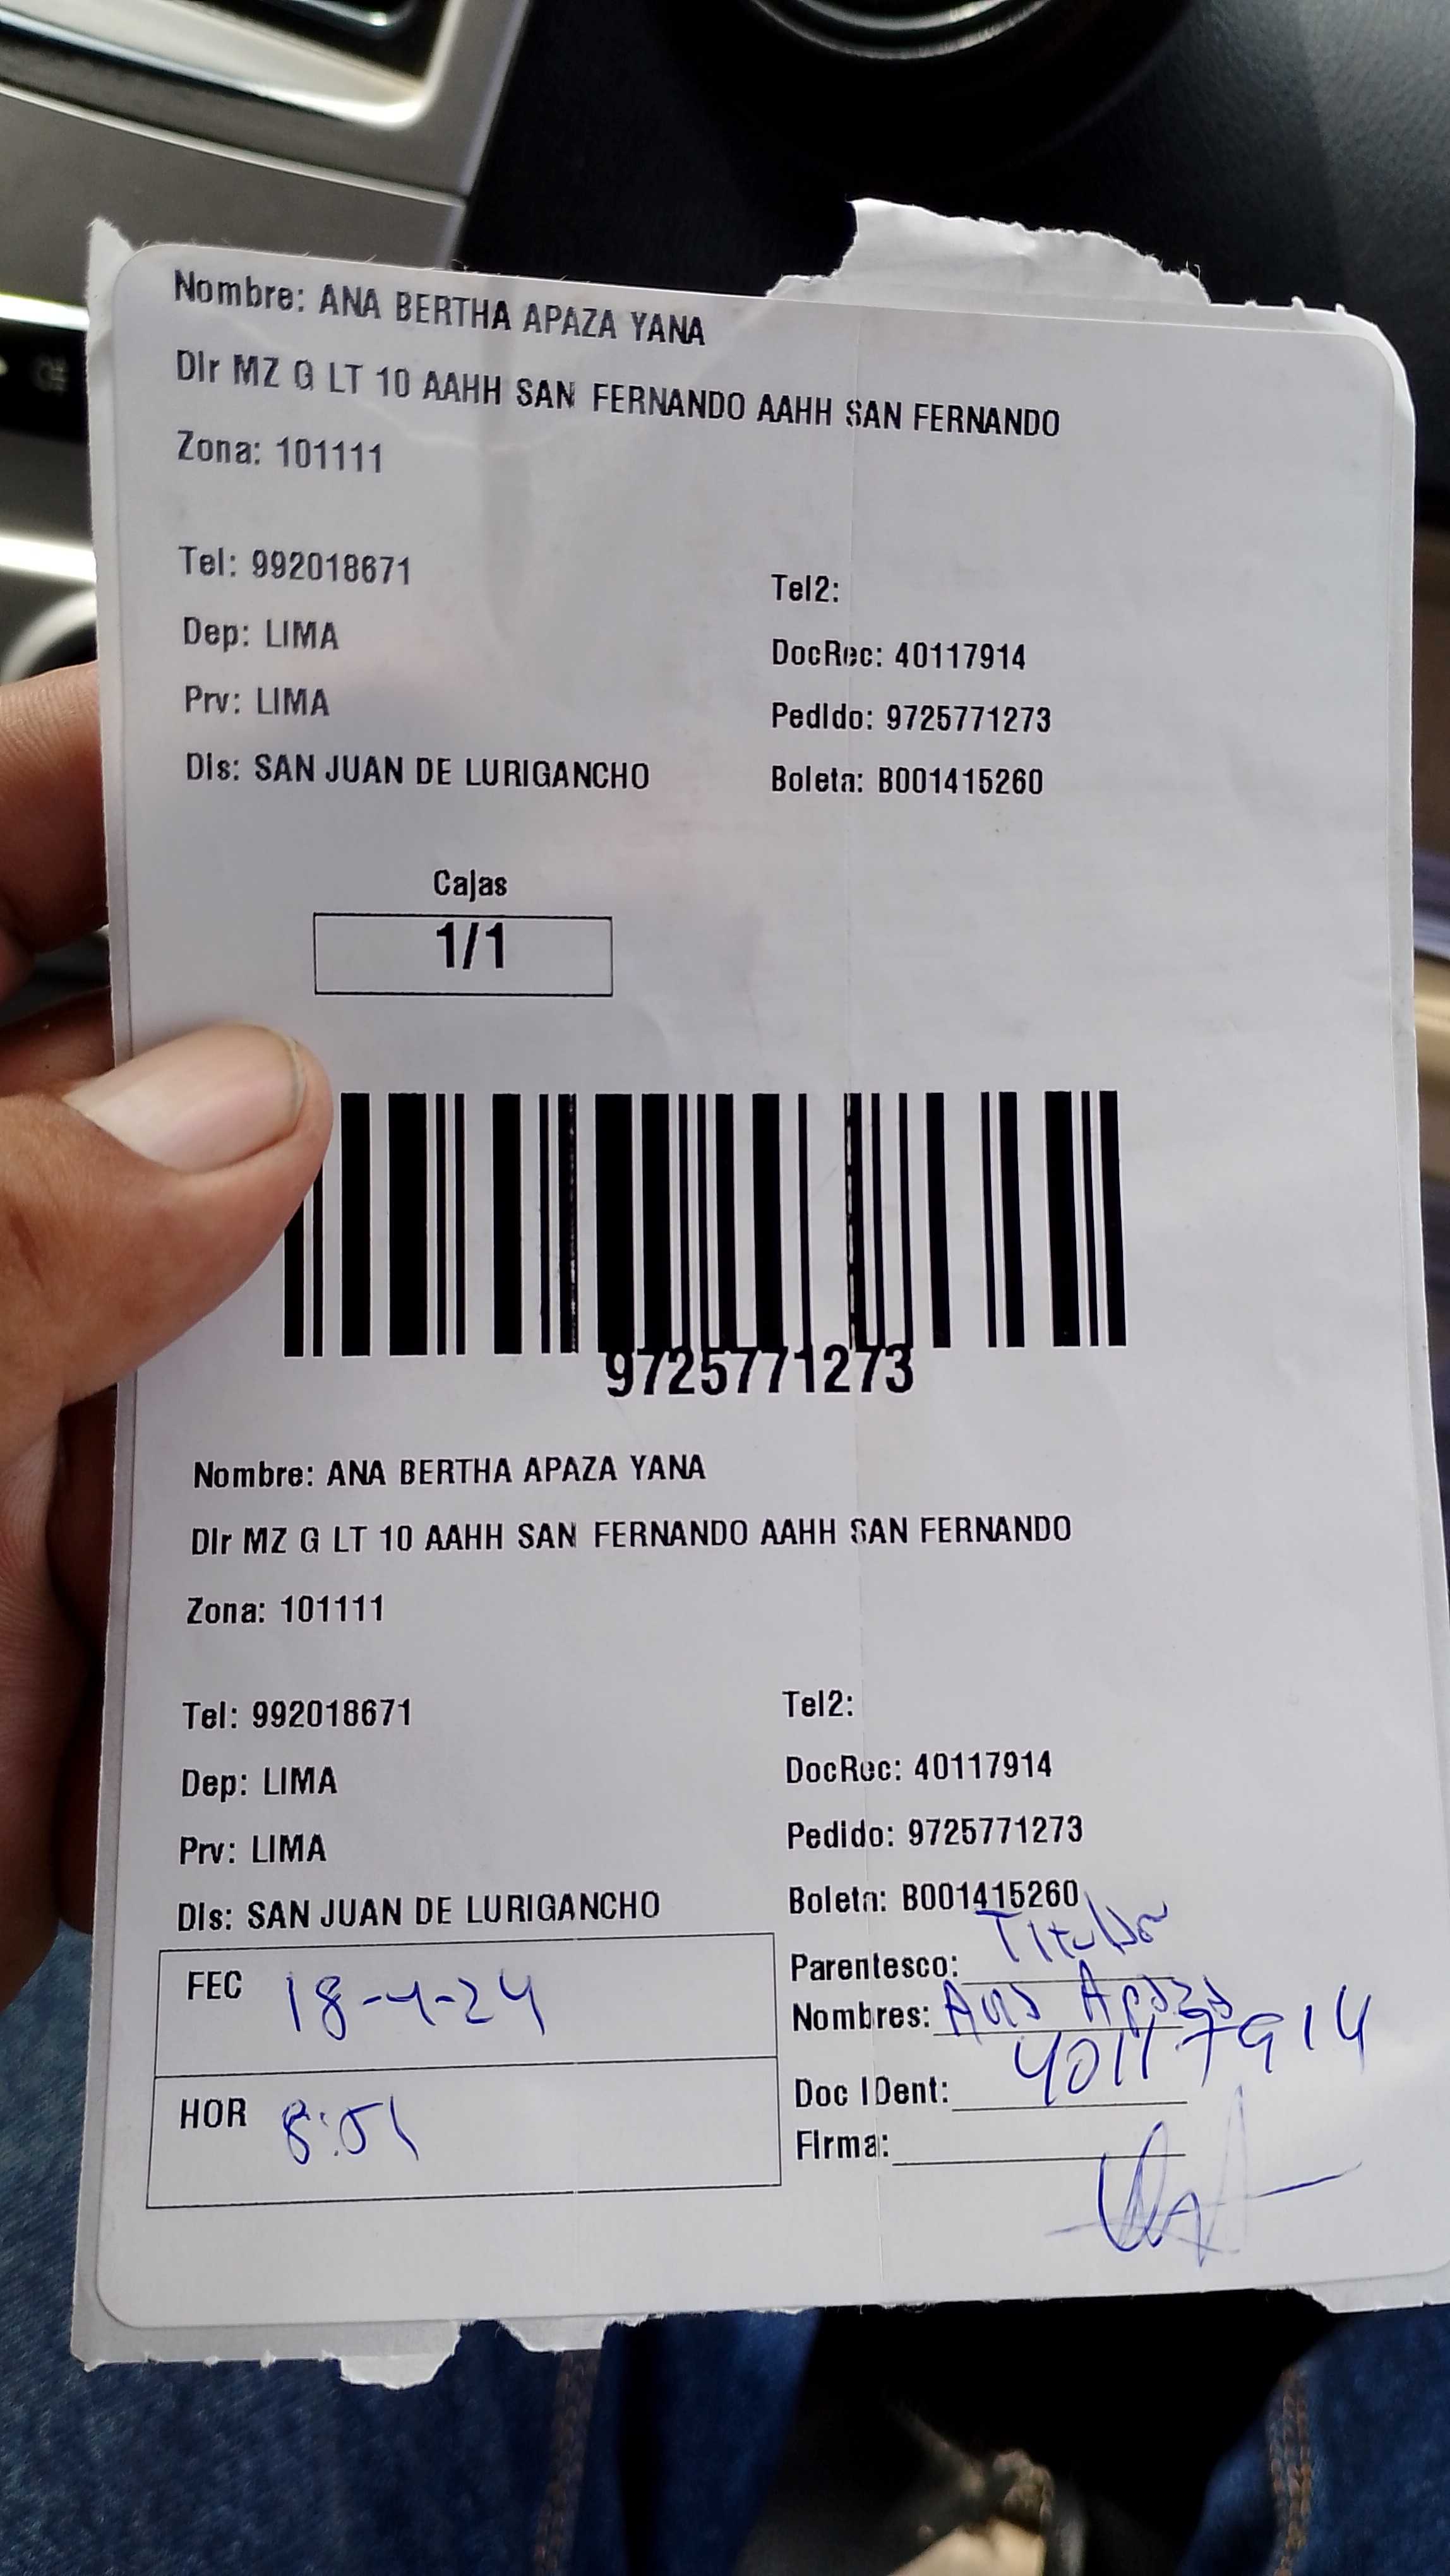 Nombre: ANA BERTHA APAZA YANA
Dir MZ G LT 10 AAHH SAN FERNANDO AAHH SAN FERNANDO
Zona: 101111
Tel: 992018671
Tel2:
Dep: LIMA
DocRec: 40117914
Prv: LIMA
Pedido: 9725771273
Dis: SAN JUAN DE LURIGANCHO
Boleta: B001415260
Cajas
1/1
9725771273
Nombre: ANA BERTHA APAZA YANA
Dir MZ G LT 10 AAHH SAN FERNANDO AAHH SAN FERNANDO
Zona: 101111
Tel: 992018671
Tel2:
Dep: LIMA
DocRec: 40117914
Prv: LIMA
Pedido: 9725771273
Dis: SAN JUAN DE LURIGANCHO
Boleta: B001415260
FEC 18-4-24
Parentesco: Titular
Nombres: Ana Apaza
HOR 8:51
Doc IDent: 40117914
Firma: